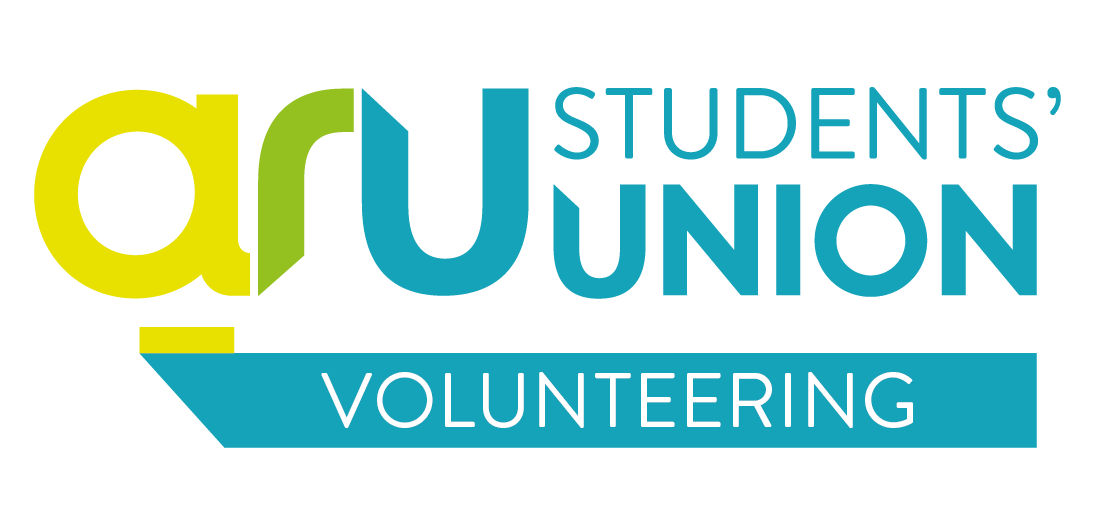 aru STUDENTS'
UNION
VOLUNTEERING